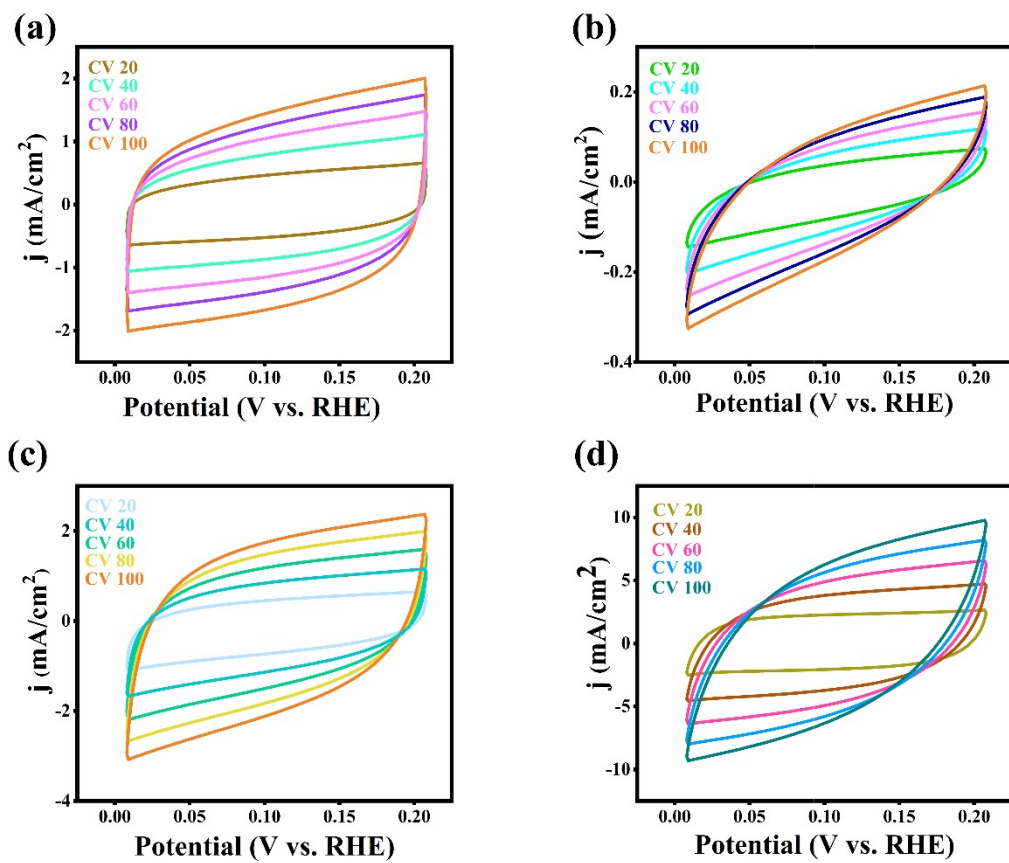 (a)
CV 20
CV 40
CV 60
CV 80
CV 100
2
1
0
-1
-2
j (mA/cm²)
0.00 0.05 0.10 0.15 0.20
Potential (V vs. RHE)
(b)
CV 20
CV 40
CV 60
CV 80
CV 100
0.2
0.0
-0.2
-0.4
j (mA/cm²)
0.00 0.05 0.10 0.15 0.20
Potential (V vs. RHE)
(c)
CV 20
CV 40
CV 60
CV 80
CV 100
2
0
-2
-4
j (mA/cm²)
0.00 0.05 0.10 0.15 0.20
Potential (V vs. RHE)
(d)
CV 20
CV 40
CV 60
CV 80
CV 100
10
5
0
-5
-10
j (mA/cm²)
0.00 0.05 0.10 0.15 0.20
Potential (V vs. RHE)